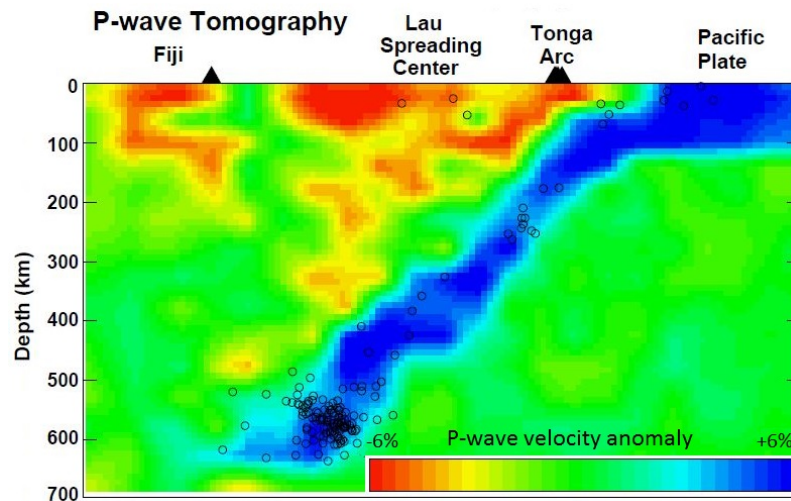 P-wave Tomography
Fiji
Lau
Spreading
Center
Tonga
Arc
Pacific
Plate
Depth (km)
0
100
200
300
400
500
600
700
-6%
P-wave velocity anomaly
+6%